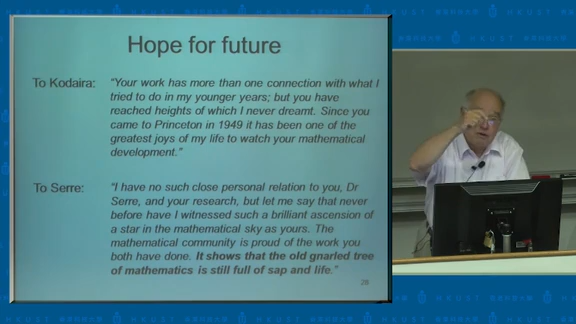 HKUST
Hope for future
To Kodaira: "Your work has more than one connection with what I
tried to do in my younger years; but you have
reached heights of which I never dreamt. Since you
came to Princeton in 1949 it has been one of the
greatest joys of my life to watch your mathematical
development."
To Serre: "I have no such close personal relation to you, Dr
Serre, and your research, but let me say that never
before have I witnessed such a brilliant ascension of
a star in the mathematical sky as yours. The
mathematical community is proud of the work you
both have done. It shows that the old gnarled tree
of mathematics is still full of sap and life."
28